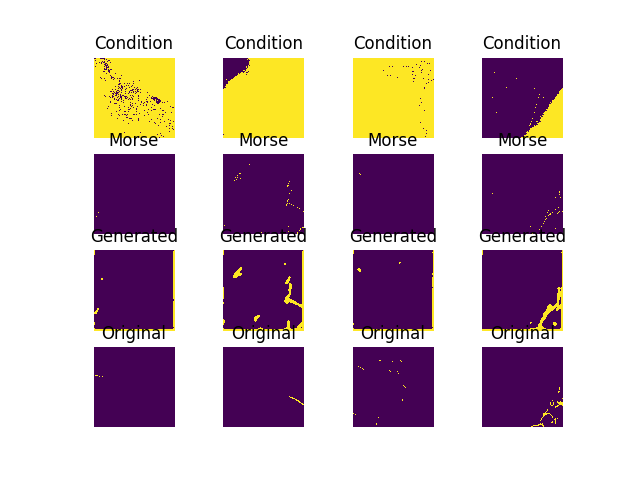 Condition Condition Condition Condition
Morse Morse Morse Morse
Generated Generated Generated Generated
Original Original Original Original